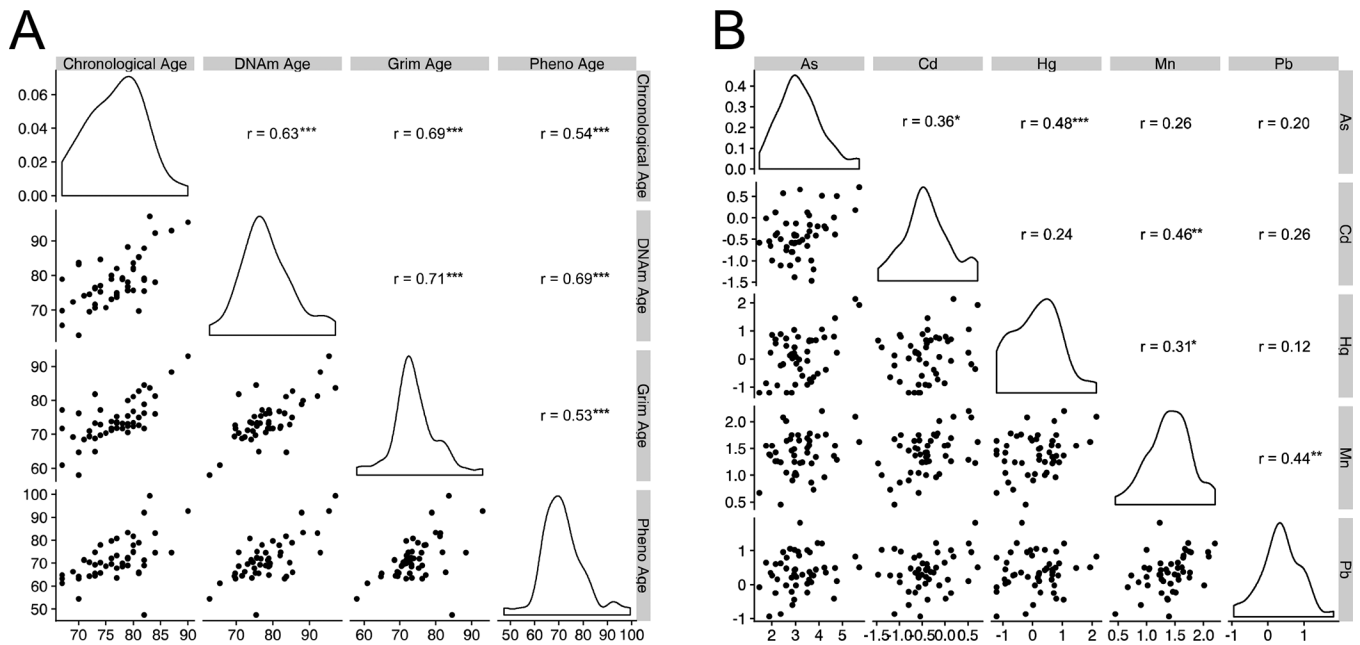 A
Chronological Age DNAm Age Grim Age Pheno Age
0.06
0.04
0.02
0.00
r = 0.63*** r = 0.69*** r = 0.54***
Chronological Age
90
80
70
r = 0.71*** r = 0.69***
DNAm Age
90
80
70
60
r = 0.53***
Grim Age
100
90
80
70
60
50
Pheno Age
70 75 80 85 90 70 80 90 60 70 80 90 50 60 70 80 90 100
B
As Cd Hg Mn Pb
0.4
0.3
0.2
0.1
0.0
r = 0.36* r = 0.48*** r = 0.26 r = 0.20
As
0.5
0.0
-0.5
-1.0
-1.5
r = 0.24 r = 0.46** r = 0.26
Cd
2
1
0
-1
r = 0.31* r = 0.12
Hg
2.0
1.5
1.0
0.5
r = 0.44**
Mn
1
0
-1
Pb
2 3 4 5 -1.5 -1.0 -0.5 0.0 0.5 -1 0 1 2 0.5 1.0 1.5 2.0 -1 0 1